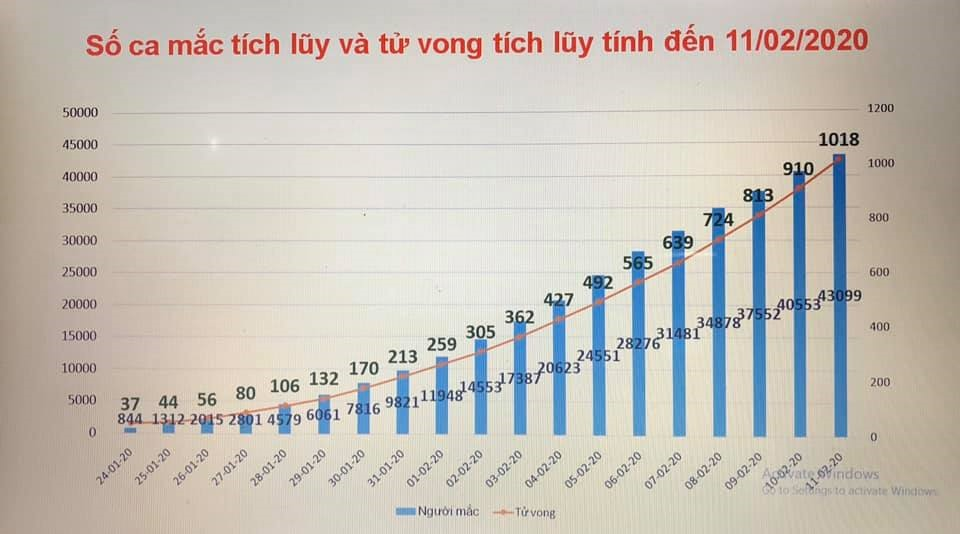 Số ca mắc tích lũy và tử vong tích lũy tính đến 11/02/2020
50000
45000
40000
35000
30000
25000
20000
15000
10000
5000
0
1200
1000
800
600
400
200
0
37 44 56 80 106 132 170 213 259 305 362 427 492 565 639 724 813 910 1018
844 1312 2015 2801 4579 6061 7816 9821 11948 14553 17387 20623 24551 28276 31481 34878 37552 40553 43099
24-01-20 25-01-20 26-01-20 27-01-20 28-01-20 29-01-20 30-01-20 31-01-20 01-02-20 02-02-20 03-02-20 04-02-20 05-02-20 06-02-20 07-02-20 08-02-20 09-02-20 10-02-20 11-02-20
Activate Windows
Go to Settings to activate Windows.
Người mắc Tử vong